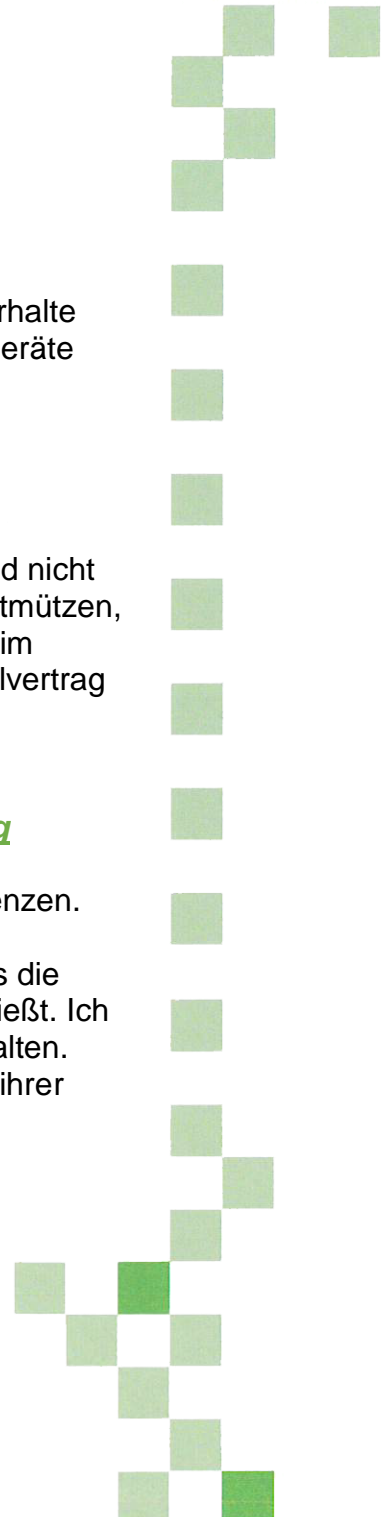 rhalte
eräte
d nicht
tmützen,
im
lvertrag
g
enzen.
s die
ießt. Ich
alten.
ihrer